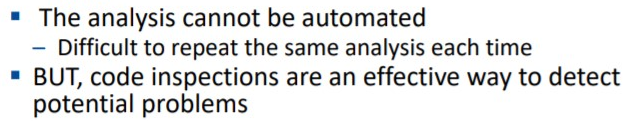 ▪ The analysis cannot be automated
– Difficult to repeat the same analysis each time
▪ BUT, code inspections are an effective way to detect
potential problems